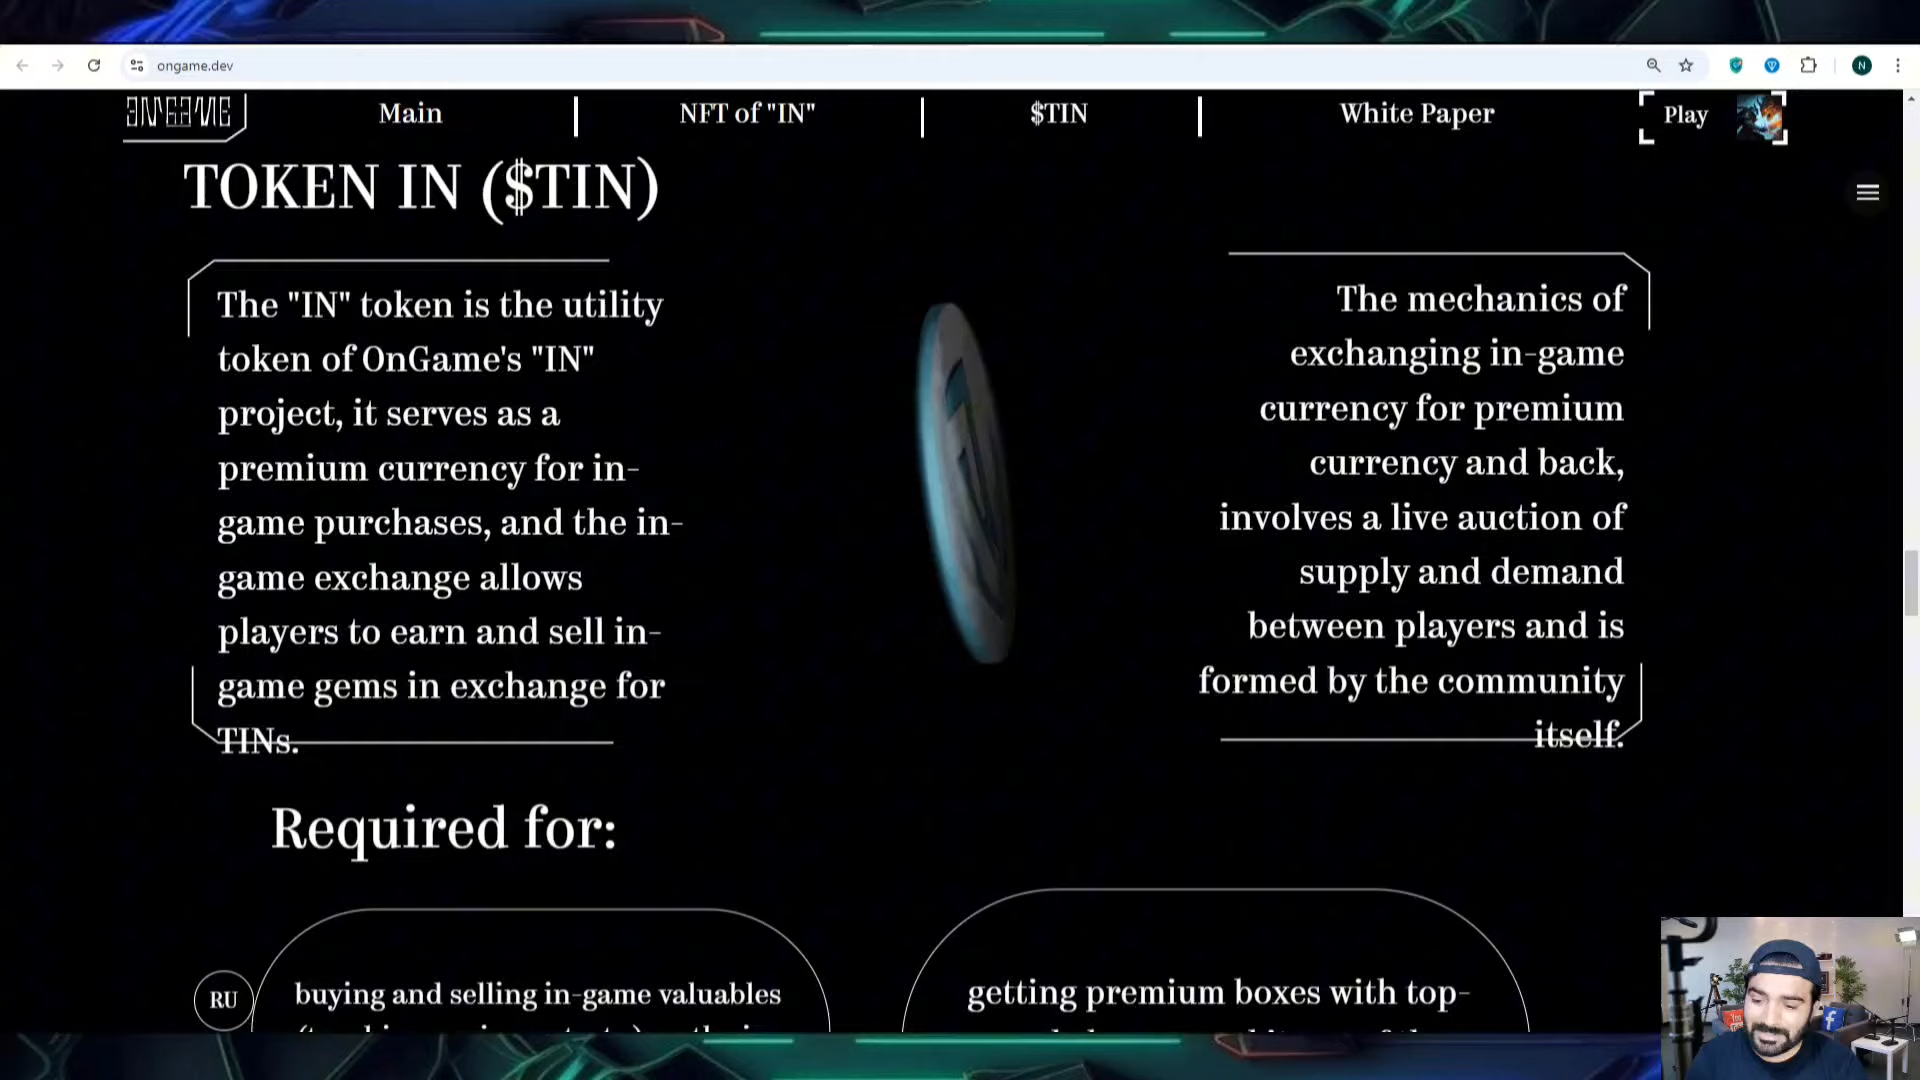 ongame.dev
N
ONGAME
Main
NFT of "IN"
$TIN
White Paper
Play
TOKEN IN ($TIN)
The "IN" token is the utility
token of OnGame's "IN"
project, it serves as a
premium currency for in-
game purchases, and the in-
game exchange allows
players to earn and sell in-
game gems in exchange for
TINs.
The mechanics of
exchanging in-game
currency for premium
currency and back,
involves a live auction of
supply and demand
between players and is
formed by the community
itself.
Required for:
RU
buying and selling in-game valuables
getting premium boxes with top-